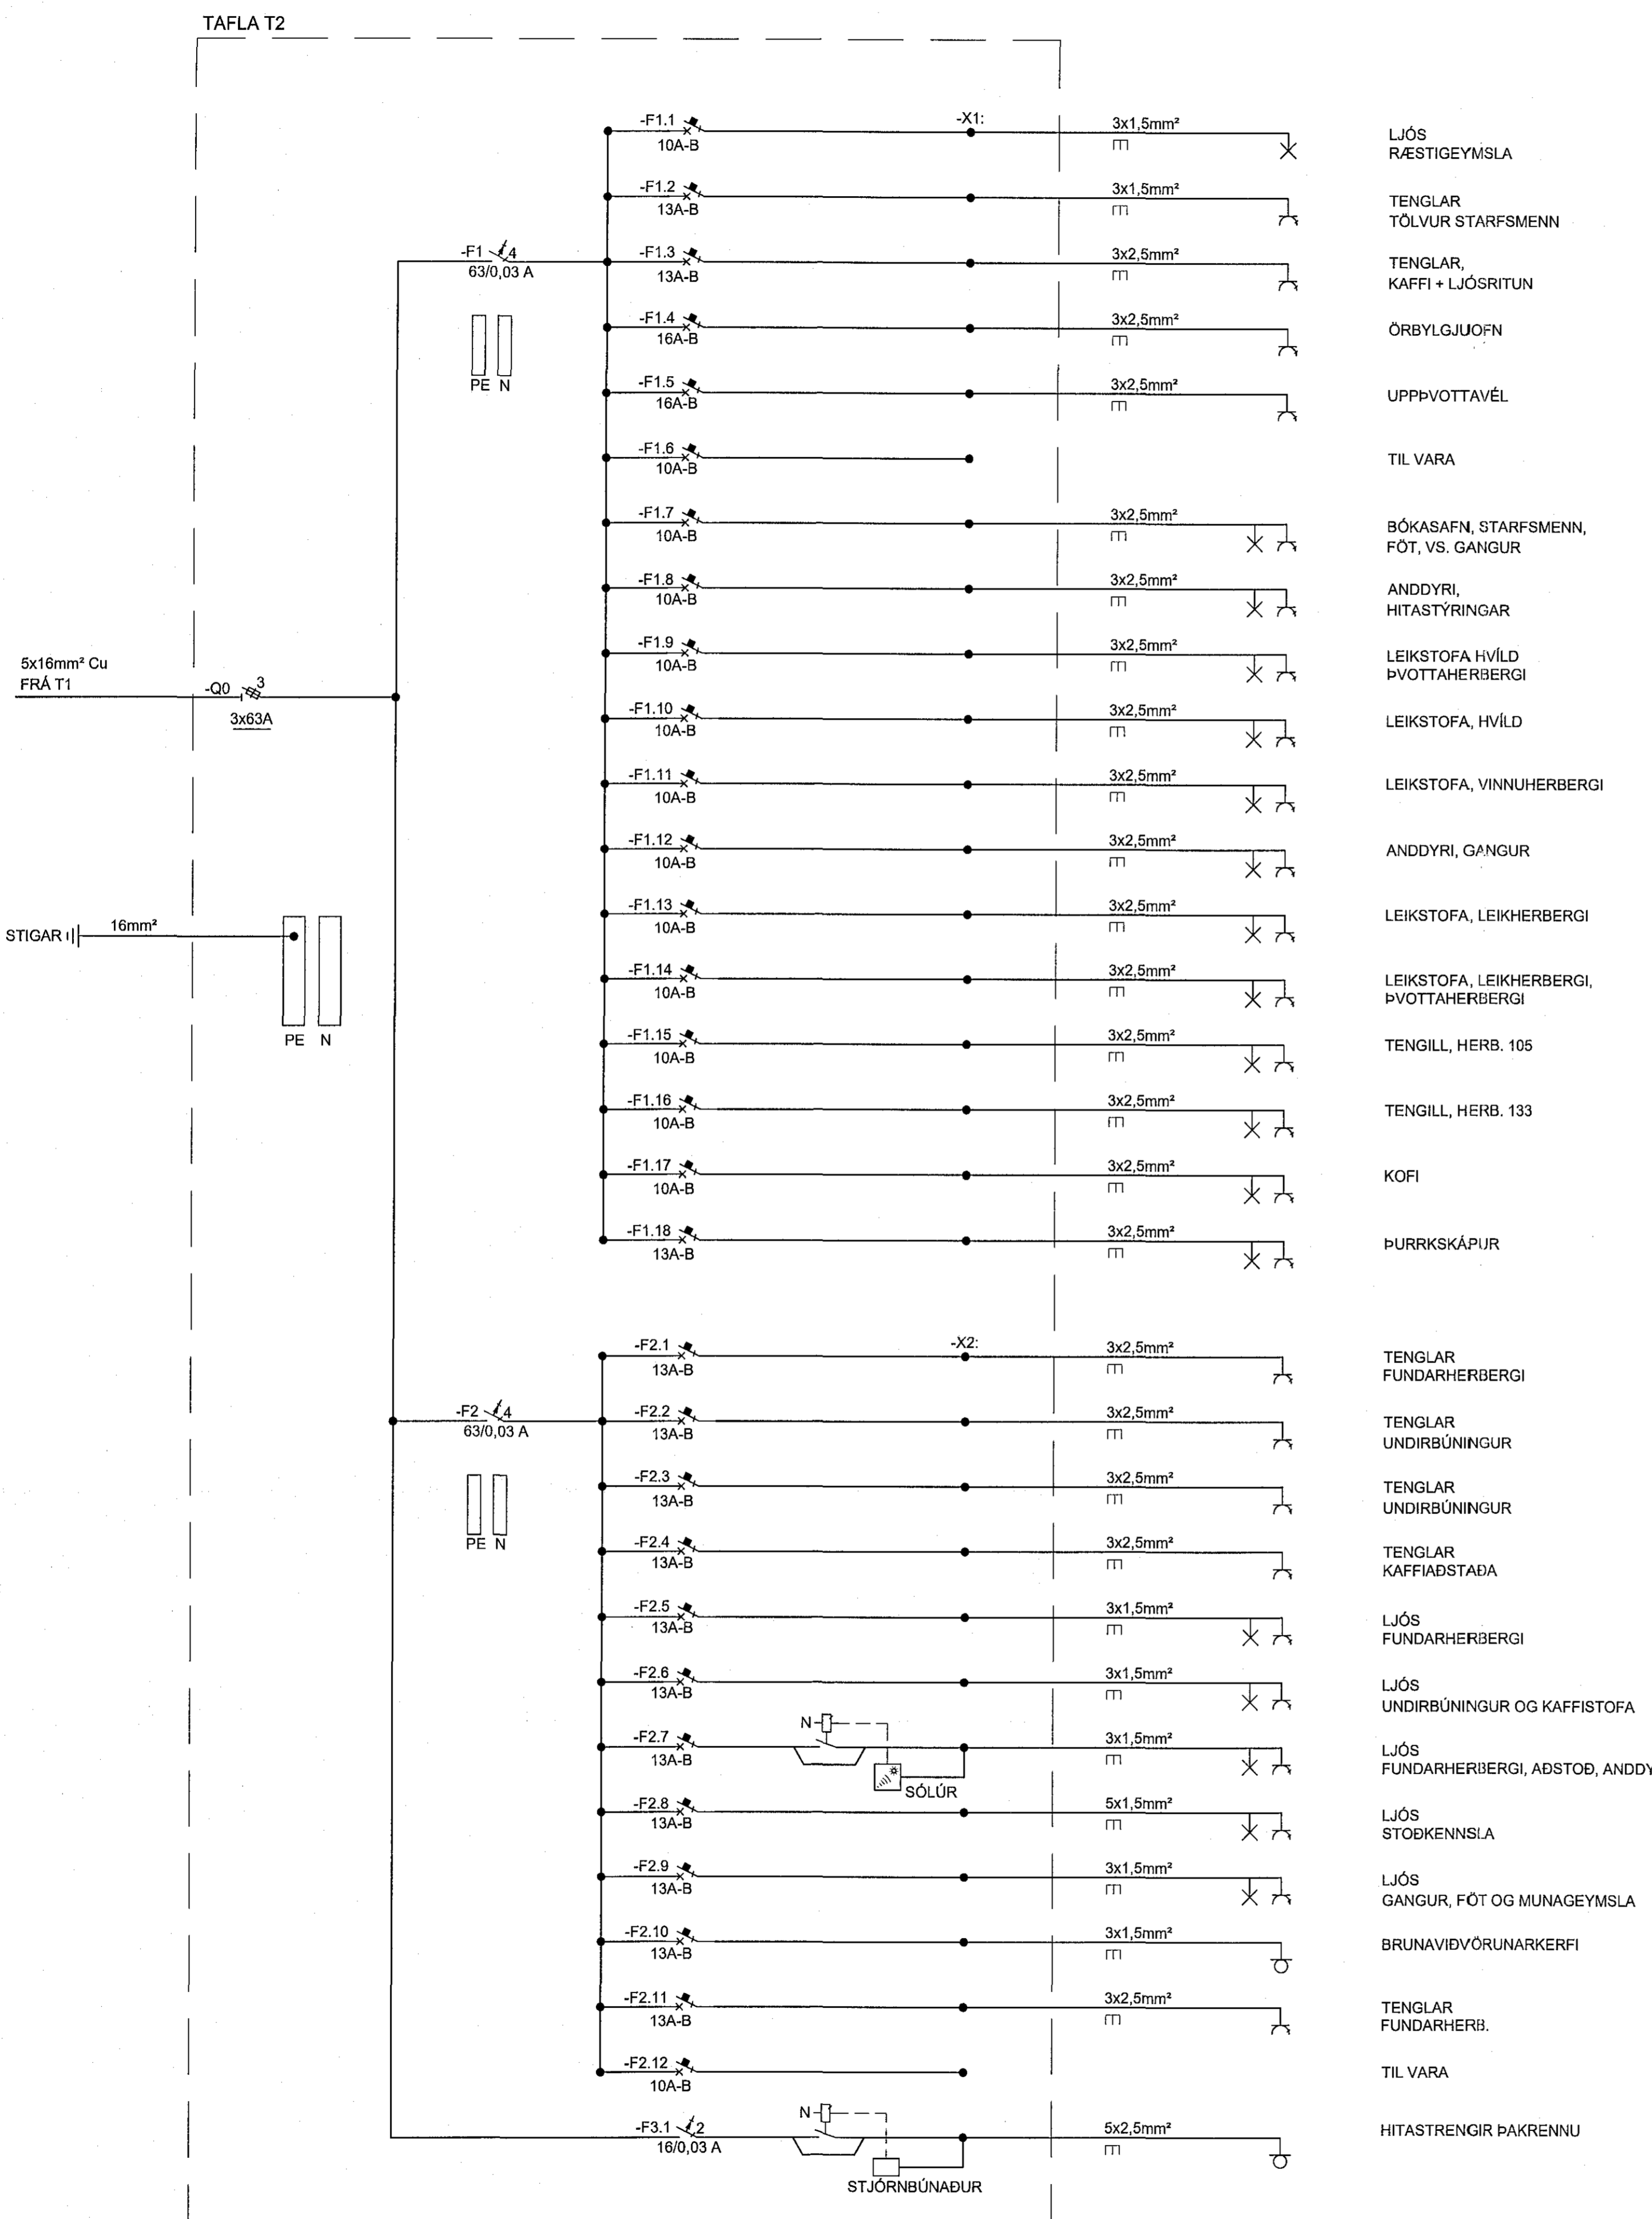 TAFLA T2
-F1.1
10A-B
-X1:
3x1,5mm²
LJÓS
RÆSTIGEYMSLA
-F1.2
13A-B
3x1,5mm²
TENGLAR
TÖLVUR STARFSMENN
-F1 4
63/0,03 A
PE N
-F1.3
13A-B
3x2,5mm²
TENGLAR,
KAFFI + LJÓSRITUN
-F1.4
16A-B
3x2,5mm²
ÖRBYLGJUOFN
-F1.5
16A-B
3x2,5mm²
UPPÞVOTTAVÉL
-F1.6
10A-B
TIL VARA
-F1.7
10A-B
3x2,5mm²
BÓKASAFN, STARFSMENN,
FÖT, VS. GANGUR
-F1.8
10A-B
3x2,5mm²
ANDDYRI,
HITASTÝRINGAR
-F1.9
10A-B
3x2,5mm²
LEIKSTOFA HVÍLD
ÞVOTTAHERBERGI
5x16mm² Cu
FRÁ T1
-Q0 3
3x63A
-F1.10
10A-B
3x2,5mm²
LEIKSTOFA, HVÍLD
-F1.11
10A-B
3x2,5mm²
LEIKSTOFA, VINNUHERBERGI
-F1.12
10A-B
3x2,5mm²
ANDDYRI, GANGUR
STIGAR
16mm²
PE N
-F1.13
10A-B
3x2,5mm²
LEIKSTOFA, LEIKHERBERGI
-F1.14
10A-B
3x2,5mm²
LEIKSTOFA, LEIKHERBERGI,
ÞVOTTAHERBERGI
-F1.15
10A-B
3x2,5mm²
TENGILL, HERB. 105
-F1.16
10A-B
3x2,5mm²
TENGILL, HERB. 133
-F1.17
10A-B
3x2,5mm²
KOFI
-F1.18
13A-B
3x2,5mm²
ÞURRKSKÁPUR
-F2.1
13A-B
-X2:
3x2,5mm²
TENGLAR
FUNDARHERBERGI
-F2 4
63/0,03 A
PE N
-F2.2
13A-B
3x2,5mm²
TENGLAR
UNDIRBÚNINGUR
-F2.3
13A-B
3x2,5mm²
TENGLAR
UNDIRBÚNINGUR
-F2.4
13A-B
3x2,5mm²
TENGLAR
KAFFIAÐSTAÐA
-F2.5
13A-B
3x1,5mm²
LJÓS
FUNDARHERBERGI
-F2.6
13A-B
3x1,5mm²
LJÓS
UNDIRBÚNINGUR OG KAFFISTOFA
-F2.7
13A-B
N
SÓLÚR
3x1,5mm²
LJÓS
FUNDARHERBERGI, AÐSTOÐ, ANDDY
-F2.8
13A-B
5x1,5mm²
LJÓS
STOÐKENNSLA
-F2.9
13A-B
3x1,5mm²
LJÓS
GANGUR, FÖT OG MUNAGEYMSLA
-F2.10
13A-B
3x1,5mm²
BRUNAVIÐVÖRUNARKERFI
-F2.11
13A-B
3x2,5mm²
TENGLAR
FUNDARHERB.
-F2.12
10A-B
TIL VARA
-F3.1 2
16/0,03 A
N
STJÓRNBÚNAÐUR
5x2,5mm²
HITASTRENGIR ÞAKRENNU